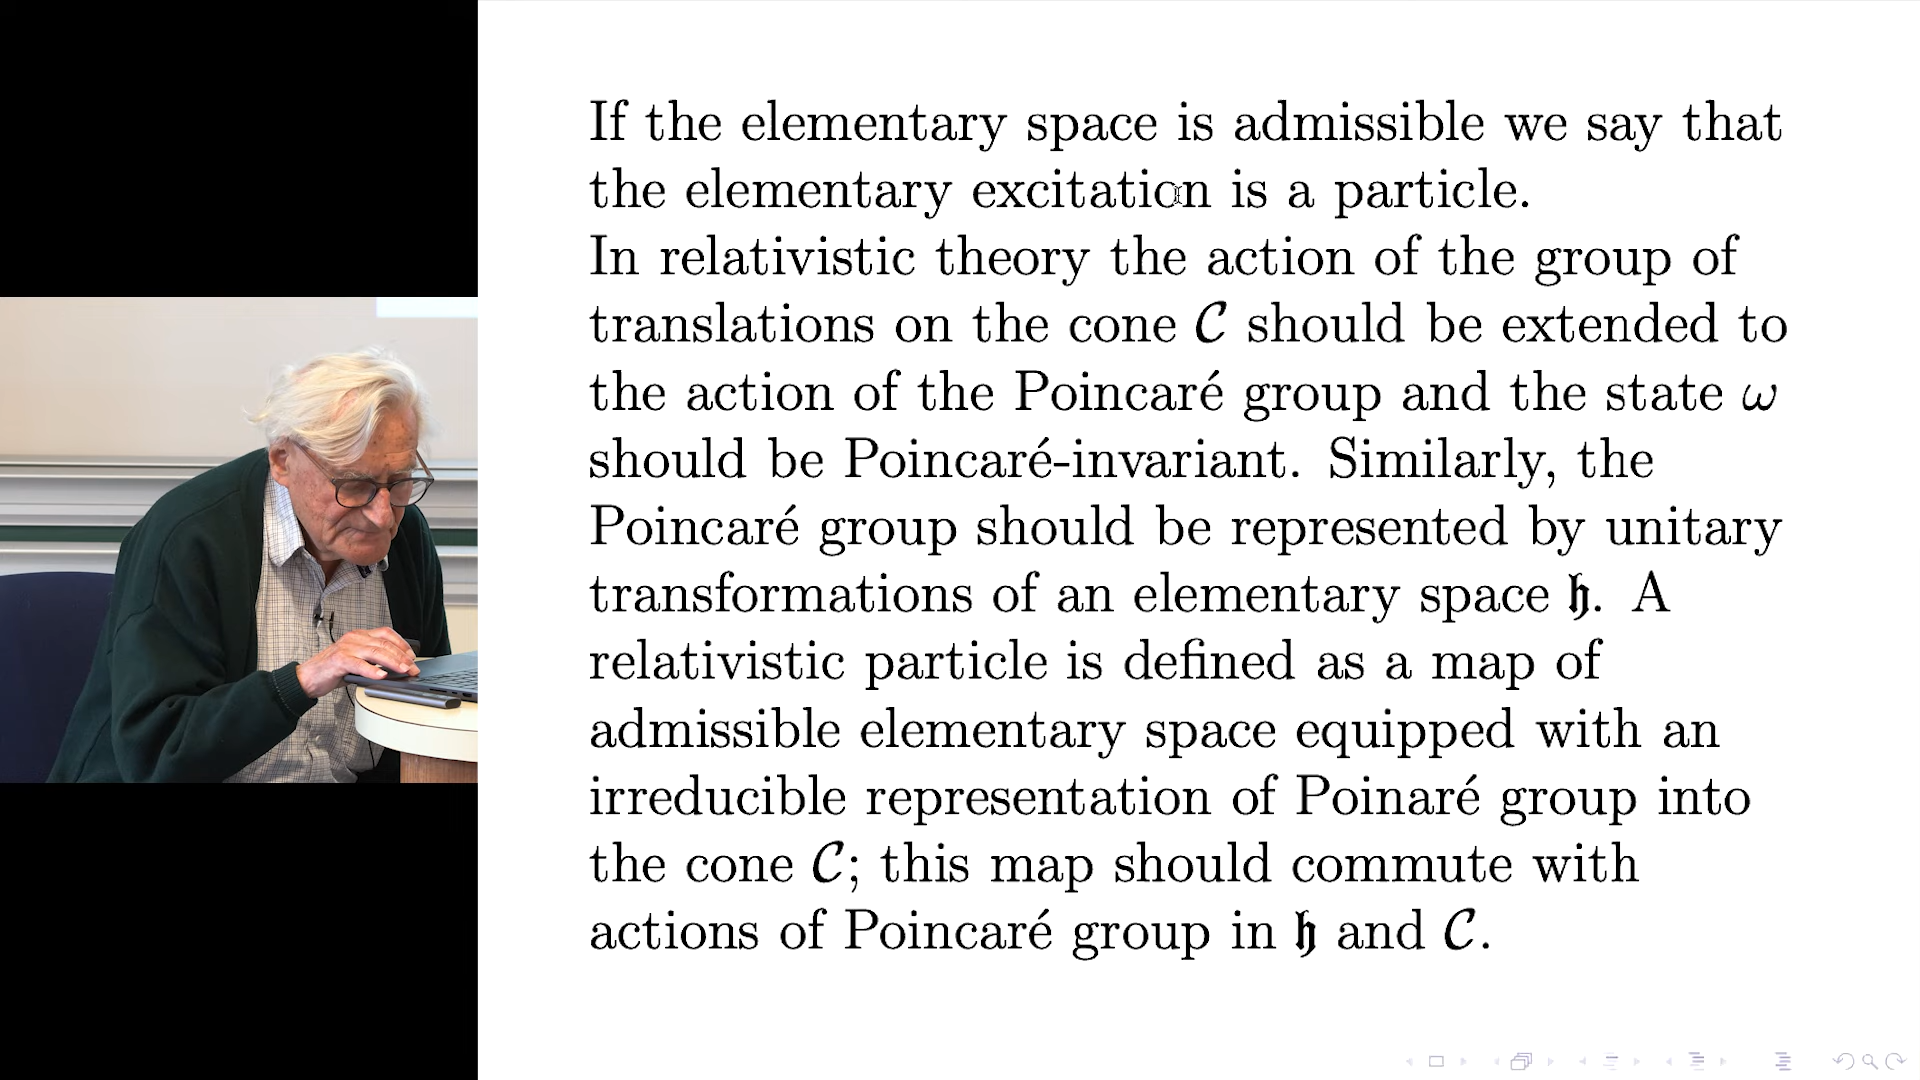 If the elementary space is admissible we say that
the elementary excitation is a particle.
In relativistic theory the action of the group of
translations on the cone 𝒞 should be extended to
the action of the Poincaré group and the state ω
should be Poincaré-invariant. Similarly, the
Poincaré group should be represented by unitary
transformations of an elementary space 𝔥. A
relativistic particle is defined as a map of
admissible elementary space equipped with an
irreducible representation of Poinaré group into
the cone 𝒞; this map should commute with
actions of Poincaré group in 𝔥 and 𝒞.